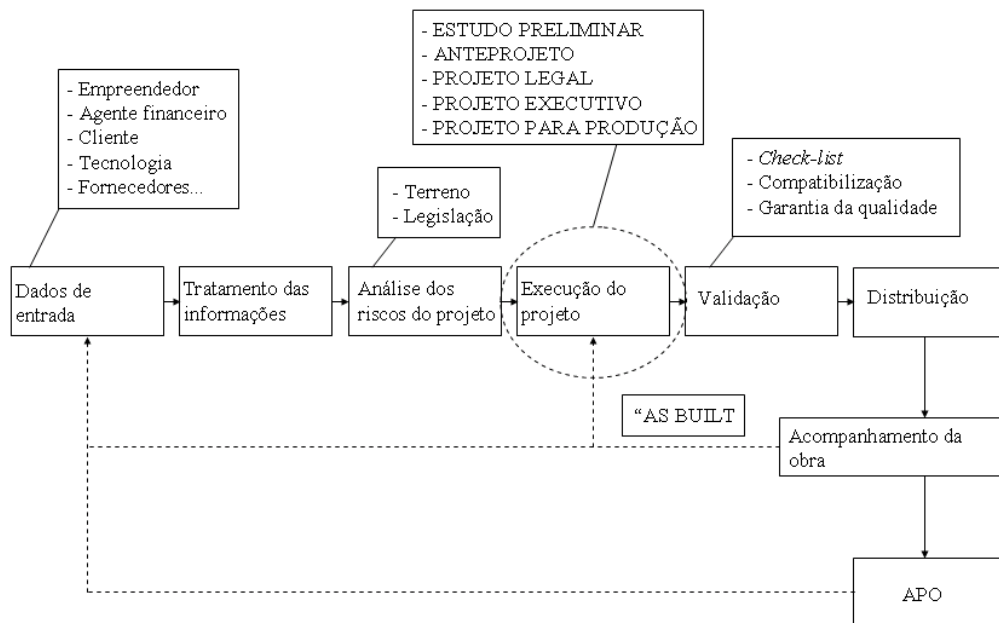 - ESTUDO PRELIMINAR
- ANTEPROJETO
- PROJETO LEGAL
- PROJETO EXECUTIVO
- PROJETO PARA PRODUÇÃO
- Empreendedor
- Agente financeiro
- Cliente
- Tecnologia
- Fornecedores...
- Terreno
- Legislação
- Check-list
- Compatibilização
- Garantia da qualidade
Dados de
entrada
Tratamento das
informações
Análise dos
riscos do projeto
Execução do
projeto
Validação
Distribuição
“AS BUILT
Acompanhamento da
obra
APO